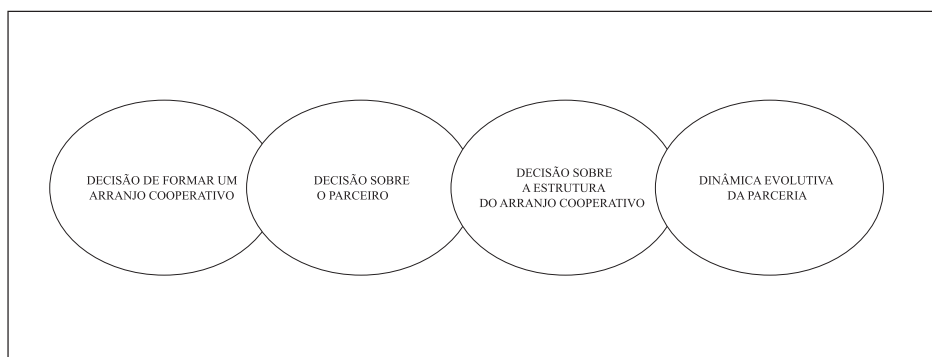 DECISÃO DE FORMAR UM
ARRANJO COOPERATIVO
DECISÃO SOBRE
O PARCEIRO
DECISÃO SOBRE
A ESTRUTURA
DO ARRANJO COOPERATIVO
DINÂMICA EVOLUTIVA
DA PARCERIA